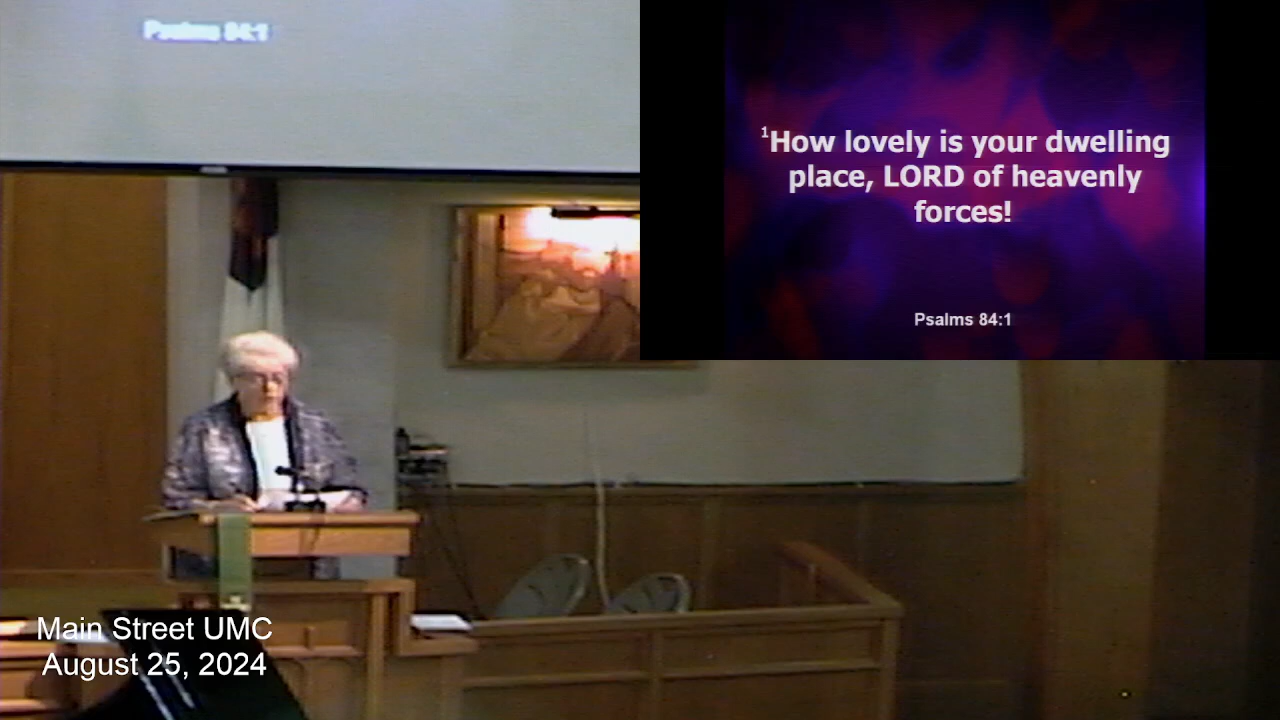 Psalms 84:1
1How lovely is your dwelling
place, LORD of heavenly
forces!
Psalms 84:1
Main Street UMC
August 25, 2024